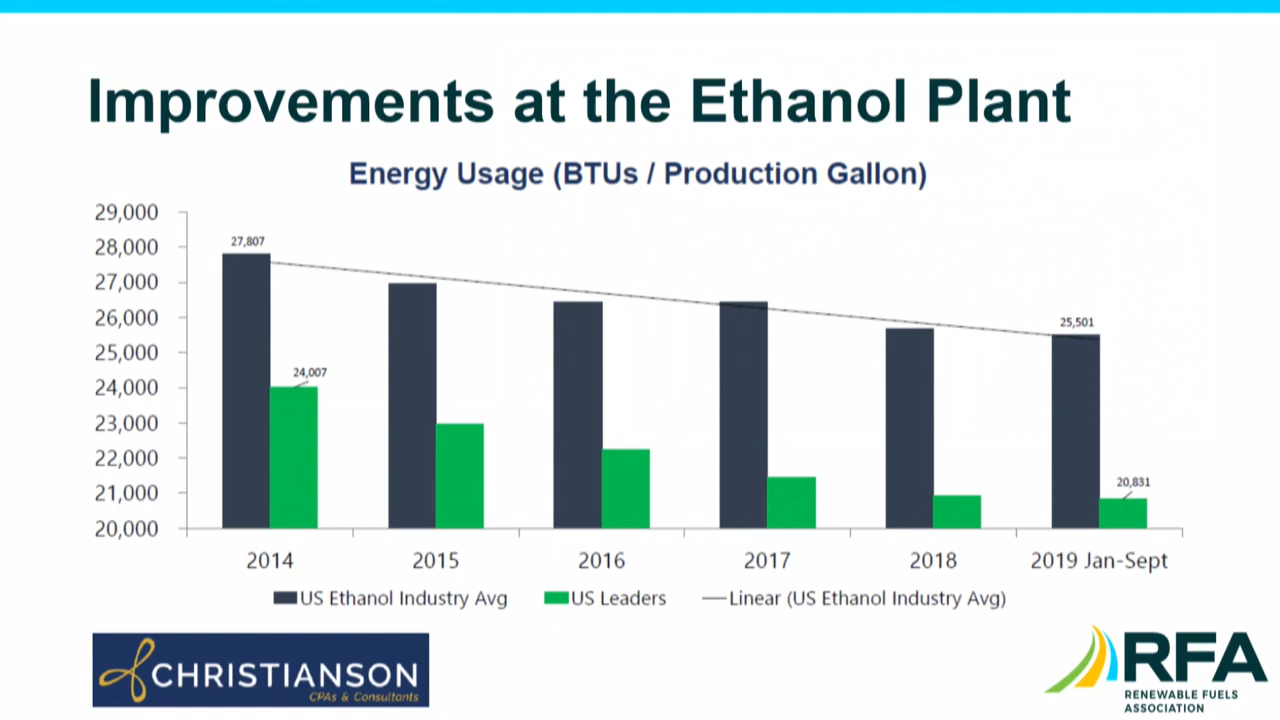 Improvements at the Ethanol Plant
Energy Usage (BTUs / Production Gallon)
29,000
28,000
27,000
26,000
25,000
24,000
23,000
22,000
21,000
20,000
27,807
24,007
25,501
20,831
2014 2015 2016 2017 2018 2019 Jan-Sept
US Ethanol Industry Avg US Leaders Linear (US Ethanol Industry Avg)
CHRISTIANSON
CPAs & Consultants
RFA
RENEWABLE FUELS
ASSOCIATION